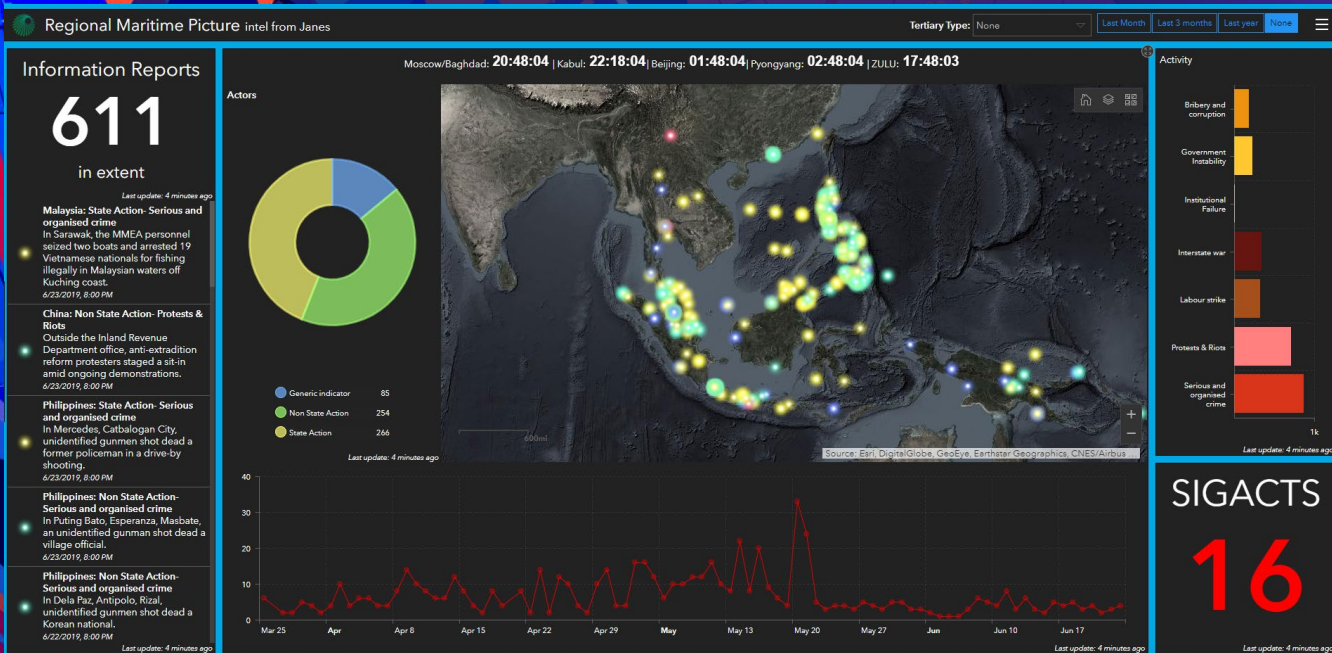 Regional Maritime Picture intel from Janes
Tertiary Type: None
Last Month
Last 3 months
Last year
None
Information Reports
611
in extent
Last update: 4 minutes ago
Malaysia: State Action- Serious and
organised crime
In Sarawak, the MMEA personnel
seized two boats and arrested 19
Vietnamese nationals for fishing
illegally in Malaysian waters off
Kuching coast.
6/23/2019, 8:00 PM
China: Non State Action- Protests &
Riots
Outside the Inland Revenue
Department office, anti-extradition
reform protesters staged a sit-in
amid ongoing demonstrations.
6/23/2019, 8:00 PM
Philippines: State Action- Serious
and organised crime
In Mercedes, Catbalogan City,
unidentified gunmen shot dead a
former policeman in a drive-by
shooting.
6/23/2019, 8:00 PM
Philippines: Non State Action-
Serious and organised crime
In Puting Bato, Esperanza, Masbate,
an unidentified gunman shot dead a
village official.
6/23/2019, 8:00 PM
Philippines: Non State Action-
Serious and organised crime
In Dela Paz, Antipolo, Rizal,
unidentified gunmen shot dead a
Korean national.
6/22/2019, 8:00 PM
Last update: 4 minutes ago
Moscow/Baghdad: 20:48:04 | Kabul: 22:18:04| Beijing: 01:48:04| Pyongyang: 02:48:04 | ZULU: 17:48:03
Actors
Generic indicator 85
Non State Action 254
State Action 266
Last update: 4 minutes ago
600mi
+
−
Source: Esri, DigitalGlobe, GeoEye, Earthstar Geographics, CNES/Airbus ...
40
30
20
10
0
Mar 25
Apr
Apr 8
Apr 15
Apr 22
Apr 29
May
May 13
May 20
May 27
Jun
Jun 10
Jun 17
Last update: 4 minutes ago
Activity
Bribery and
corruption
Government
Instability
Institutional
Failure
Interstate war
Labour strike
Protests & Riots
Serious and
organised
crime
1k
Last update: 4 minutes ago
SIGACTS
16
Last update: 4 minutes ago